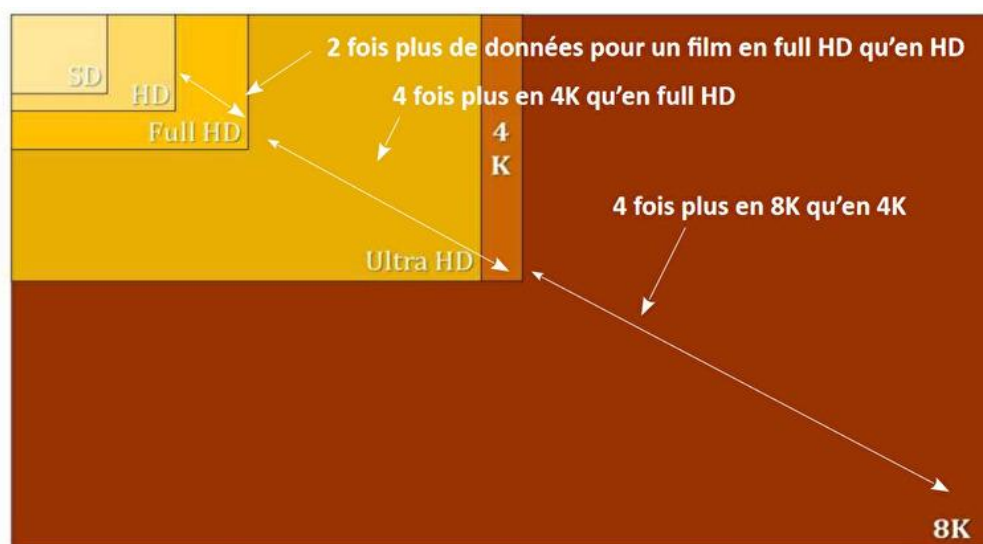 2 fois plus de données pour un film en full HD qu'en HD
SD
HD
4 fois plus en 4K qu'en full HD
Full HD
4
K
4 fois plus en 8K qu'en 4K
Ultra HD
8K